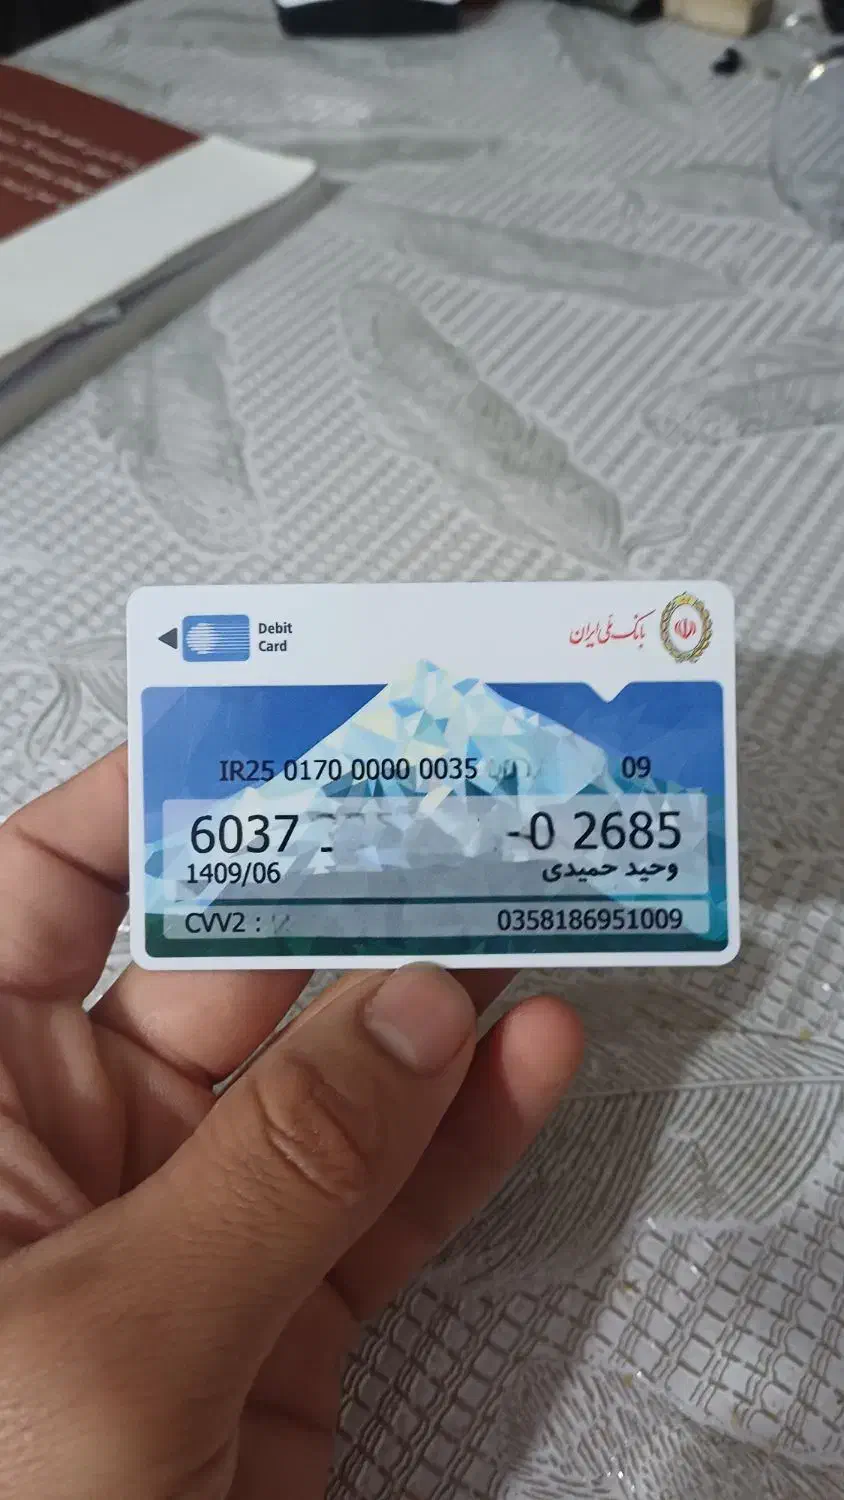 Debit
Card
بانک ملی ایران
IR25 0170 0000 0035 09
6037 -0 2685
1409/06
وحید حمیدی
CVV2 :
0358186951009